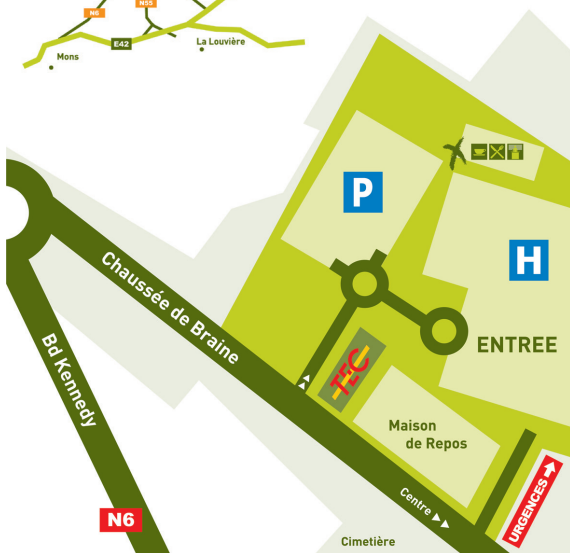 N6
N55
E42
Mons
La Louvière
P
H
Chaussée de Braine
ENTREE
TEC
Bd Kennedy
Maison
de Repos
Centre
URGENCES
N6
Cimetière